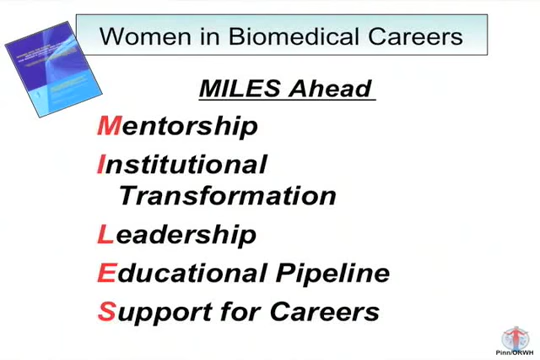 Women in Biomedical Careers
MILES Ahead
Mentorship
Institutional
Transformation
Leadership
Educational Pipeline
Support for Careers
Pinn/ORWH